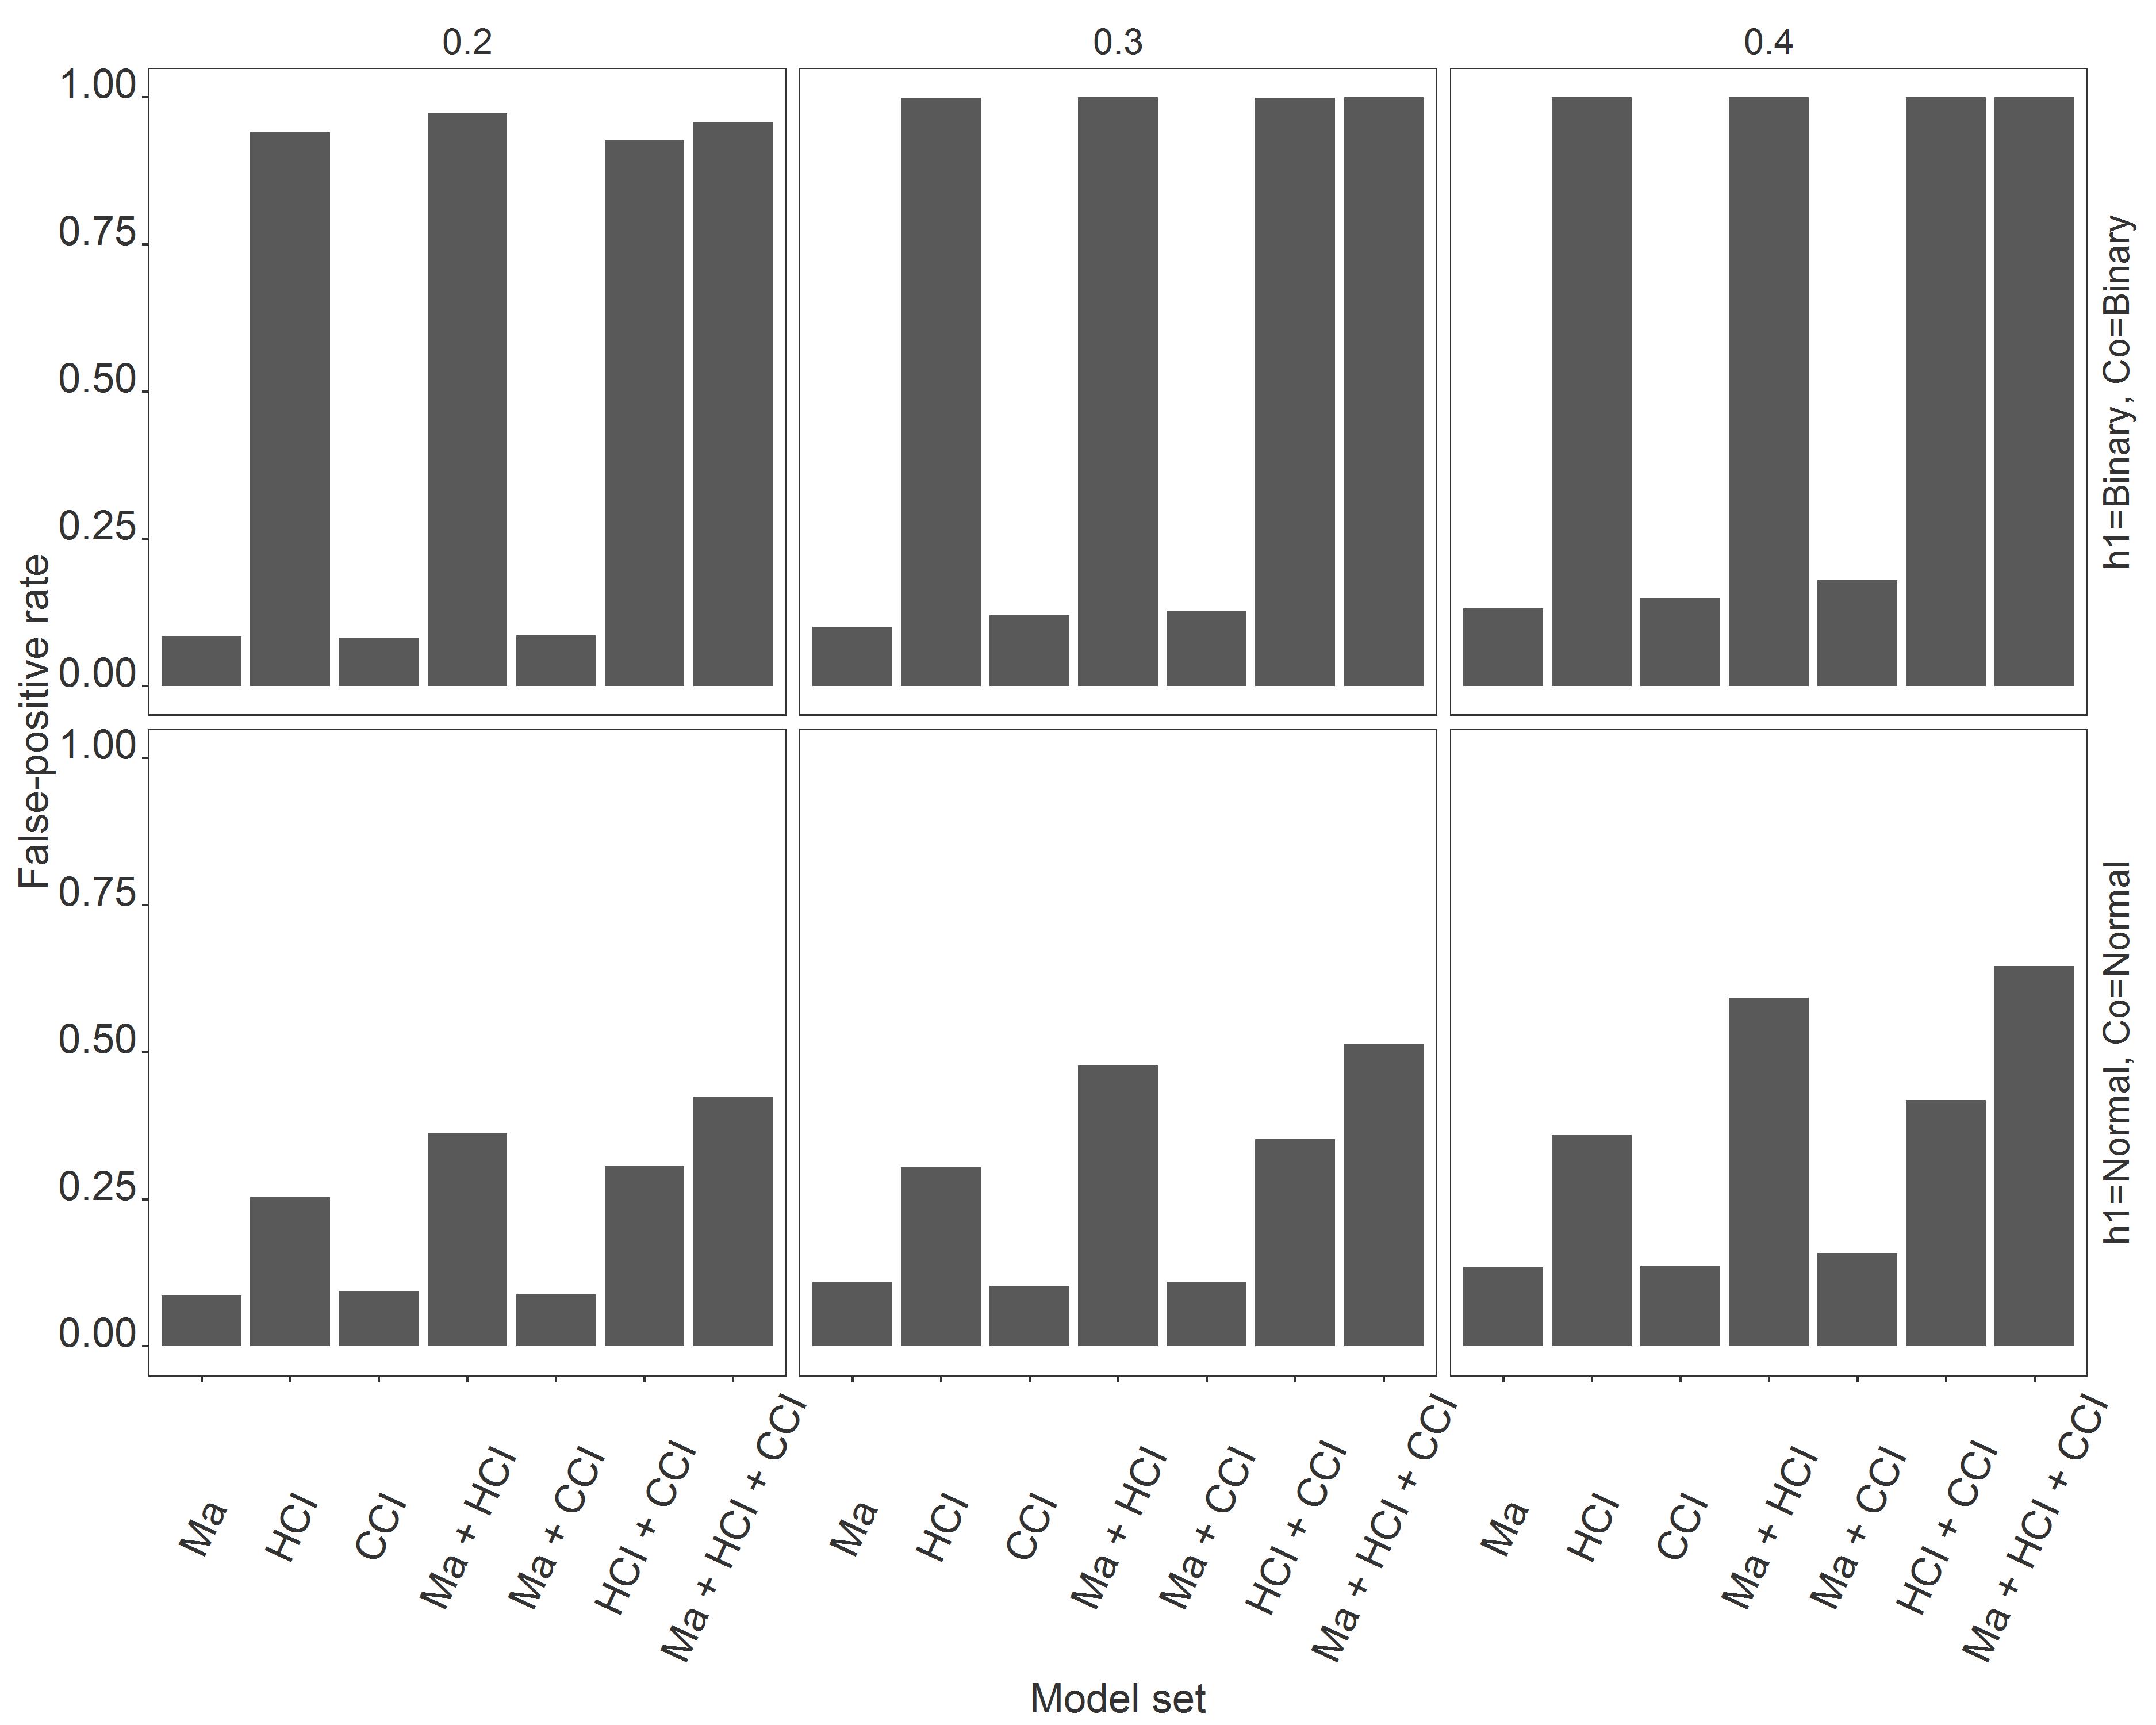 0.2
0.3
0.4
1.00
0.75
0.50
0.25
0.00
h1=Binary, Co=Binary
False-positive rate
1.00
0.75
0.50
0.25
0.00
h1=Normal, Co=Normal
Ma
HCI
CCI
Ma + HCI
Ma + CCI
HCI + CCI
Ma + HCI + CCI
Ma
HCI
CCI
Ma + HCI
Ma + CCI
HCI + CCI
Ma + HCI + CCI
Ma
HCI
CCI
Ma + HCI
Ma + CCI
HCI + CCI
Ma + HCI + CCI
Model set